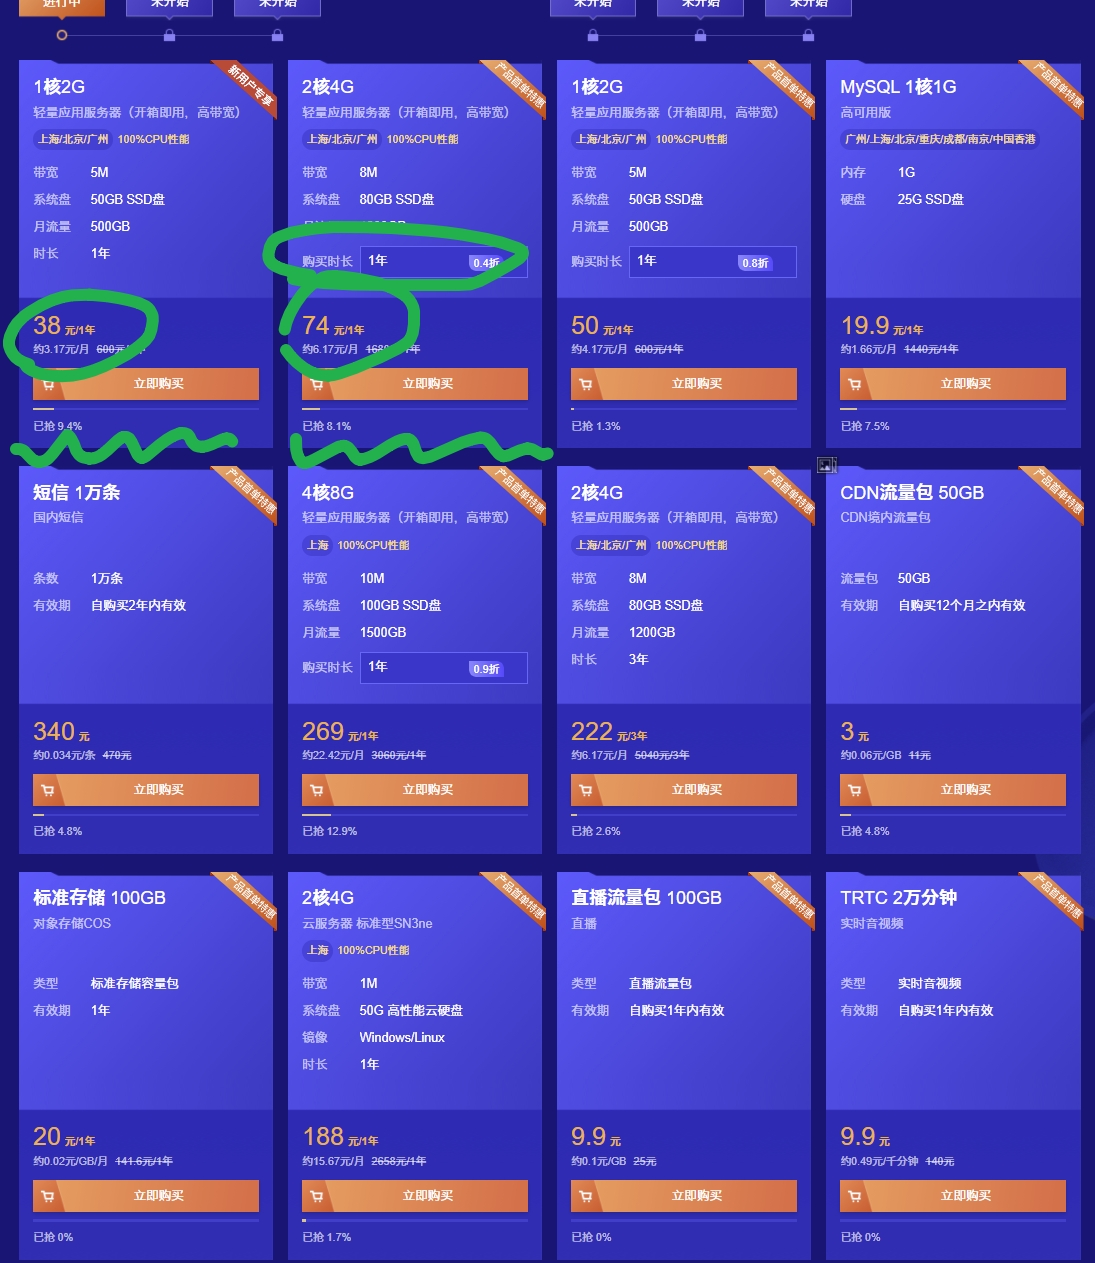 进行中
未开始
未开始
未开始
未开始
未开始
1核2G
新用户专享
轻量应用服务器（开箱即用，高带宽）
上海/北京/广州 100%CPU性能
带宽 5M
系统盘 50GB SSD盘
月流量 500GB
时长 1年
38 元/1年
约3.17元/月 600元
立即购买
已抢 9.4%
2核4G
产品首单特惠
轻量应用服务器（开箱即用，高带宽）
上海/北京/广州 100%CPU性能
带宽 8M
系统盘 80GB SSD盘
购买时长 1年 0.4折
74 元/1年
约6.17元/月
立即购买
已抢 8.1%
1核2G
产品首单特惠
轻量应用服务器（开箱即用，高带宽）
上海/北京/广州 100%CPU性能
带宽 5M
系统盘 50GB SSD盘
月流量 500GB
购买时长 1年 0.8折
50 元/1年
约4.17元/月 600元/1年
立即购买
已抢 1.3%
MySQL 1核1G
产品首单特惠
高可用版
广州/上海/北京/重庆/成都/南京/中国香港
内存 1G
硬盘 25G SSD盘
19.9 元/1年
约1.66元/月 1440元/1年
立即购买
已抢 7.5%
短信 1万条
产品首单特惠
国内短信
条数 1万条
有效期 自购买2年内有效
340 元
约0.034元/条 470元
立即购买
已抢 4.8%
4核8G
产品首单特惠
轻量应用服务器（开箱即用，高带宽）
上海 100%CPU性能
带宽 10M
系统盘 100GB SSD盘
月流量 1500GB
购买时长 1年 0.9折
269 元/1年
约22.42元/月 3060元/1年
立即购买
已抢 12.9%
2核4G
产品首单特惠
轻量应用服务器（开箱即用，高带宽）
上海/北京/广州 100%CPU性能
带宽 8M
系统盘 80GB SSD盘
月流量 1200GB
时长 3年
222 元/3年
约6.17元/月 5040元/3年
立即购买
已抢 2.6%
CDN流量包 50GB
产品首单特惠
CDN境内流量包
流量包 50GB
有效期 自购买12个月之内有效
3 元
约0.06元/GB 11元
立即购买
已抢 4.8%
标准存储 100GB
产品首单特惠
对象存储COS
类型 标准存储容量包
有效期 1年
20 元/1年
约0.02元/GB/月 141.6元/1年
立即购买
已抢 0%
2核4G
产品首单特惠
云服务器 标准型SN3ne
上海 100%CPU性能
带宽 1M
系统盘 50G 高性能云硬盘
镜像 Windows/Linux
时长 1年
188 元/1年
约15.67元/月 2658元/1年
立即购买
已抢 1.7%
直播流量包 100GB
产品首单特惠
直播
类型 直播流量包
有效期 自购买1年内有效
9.9 元
约0.1元/GB 25元
立即购买
已抢 0%
TRTC 2万分钟
产品首单特惠
实时音视频
类型 实时音视频
有效期 自购买1年内有效
9.9 元
约0.49元/千分钟 140元
立即购买
已抢 0%